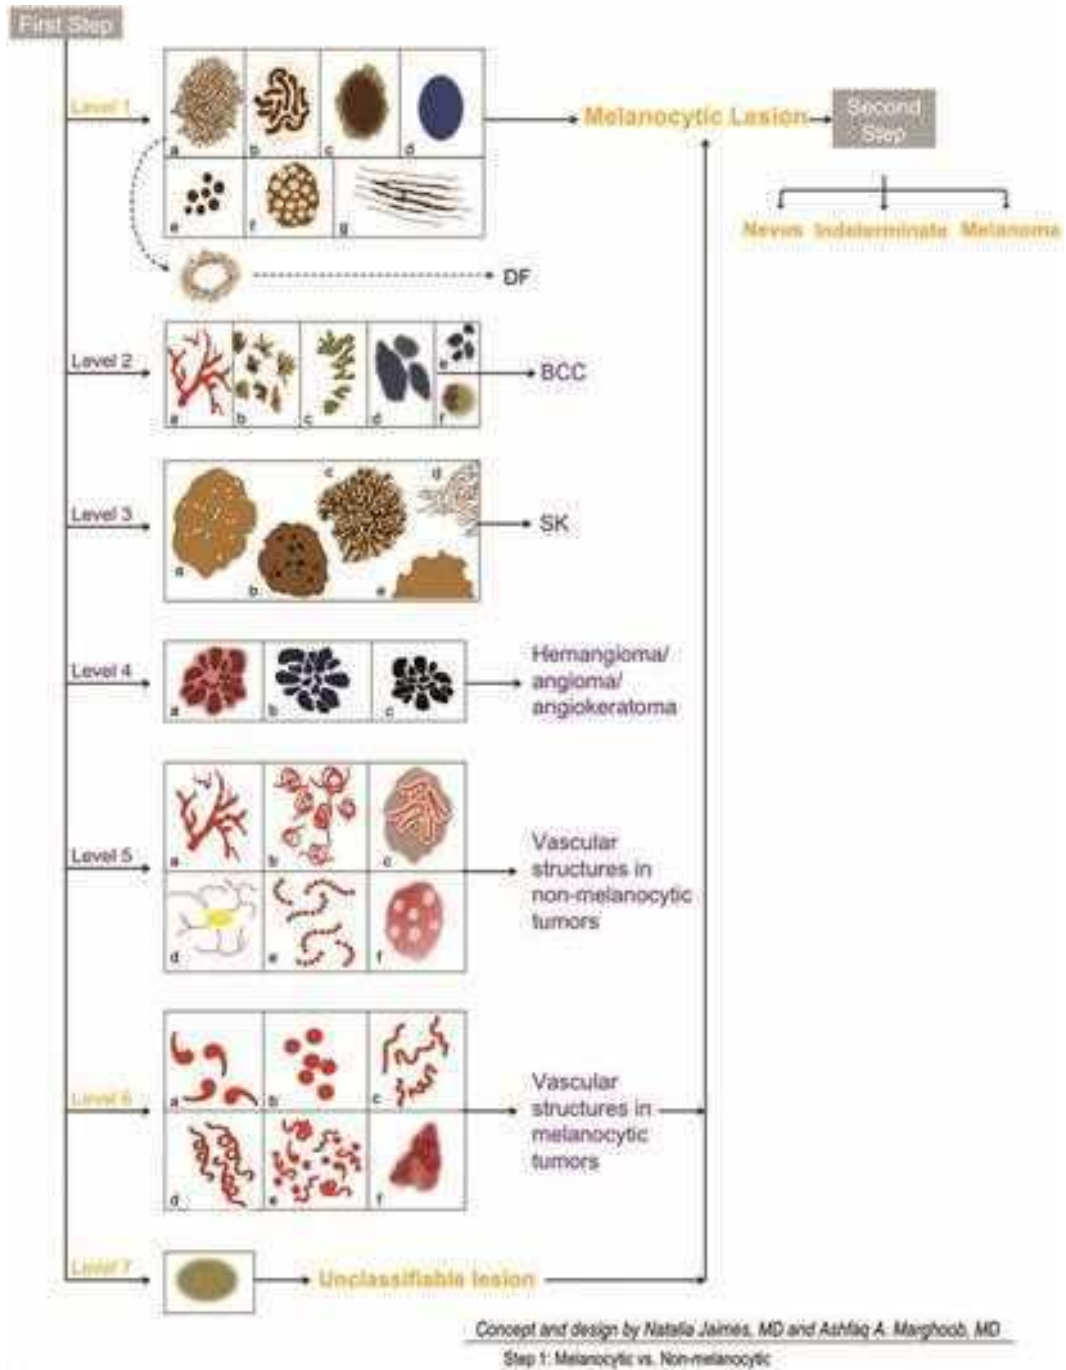 First Step
Level 1
a
b
c
d
e
f
g
Melanocytic Lesion
Second
Step
Nevus Indeterminate Melanoma
DF
Level 2
a
b
c
d
e
f
BCC
Level 3
a
b
c
d
e
SK
Level 4
a
b
c
Hemangioma/
angioma/
angiokeratoma
Level 5
a
b
c
d
e
f
Vascular
structures in
non-melanocytic
tumors
Level 6
a
b
c
d
e
f
Vascular
structures in
melanocytic
tumors
Level 7
Unclassifiable lesion
Concept and design by Natalia Jaimes, MD and Ashfaq A. Marghoob, MD
Step 1: Melanocytic vs. Non-melanocytic